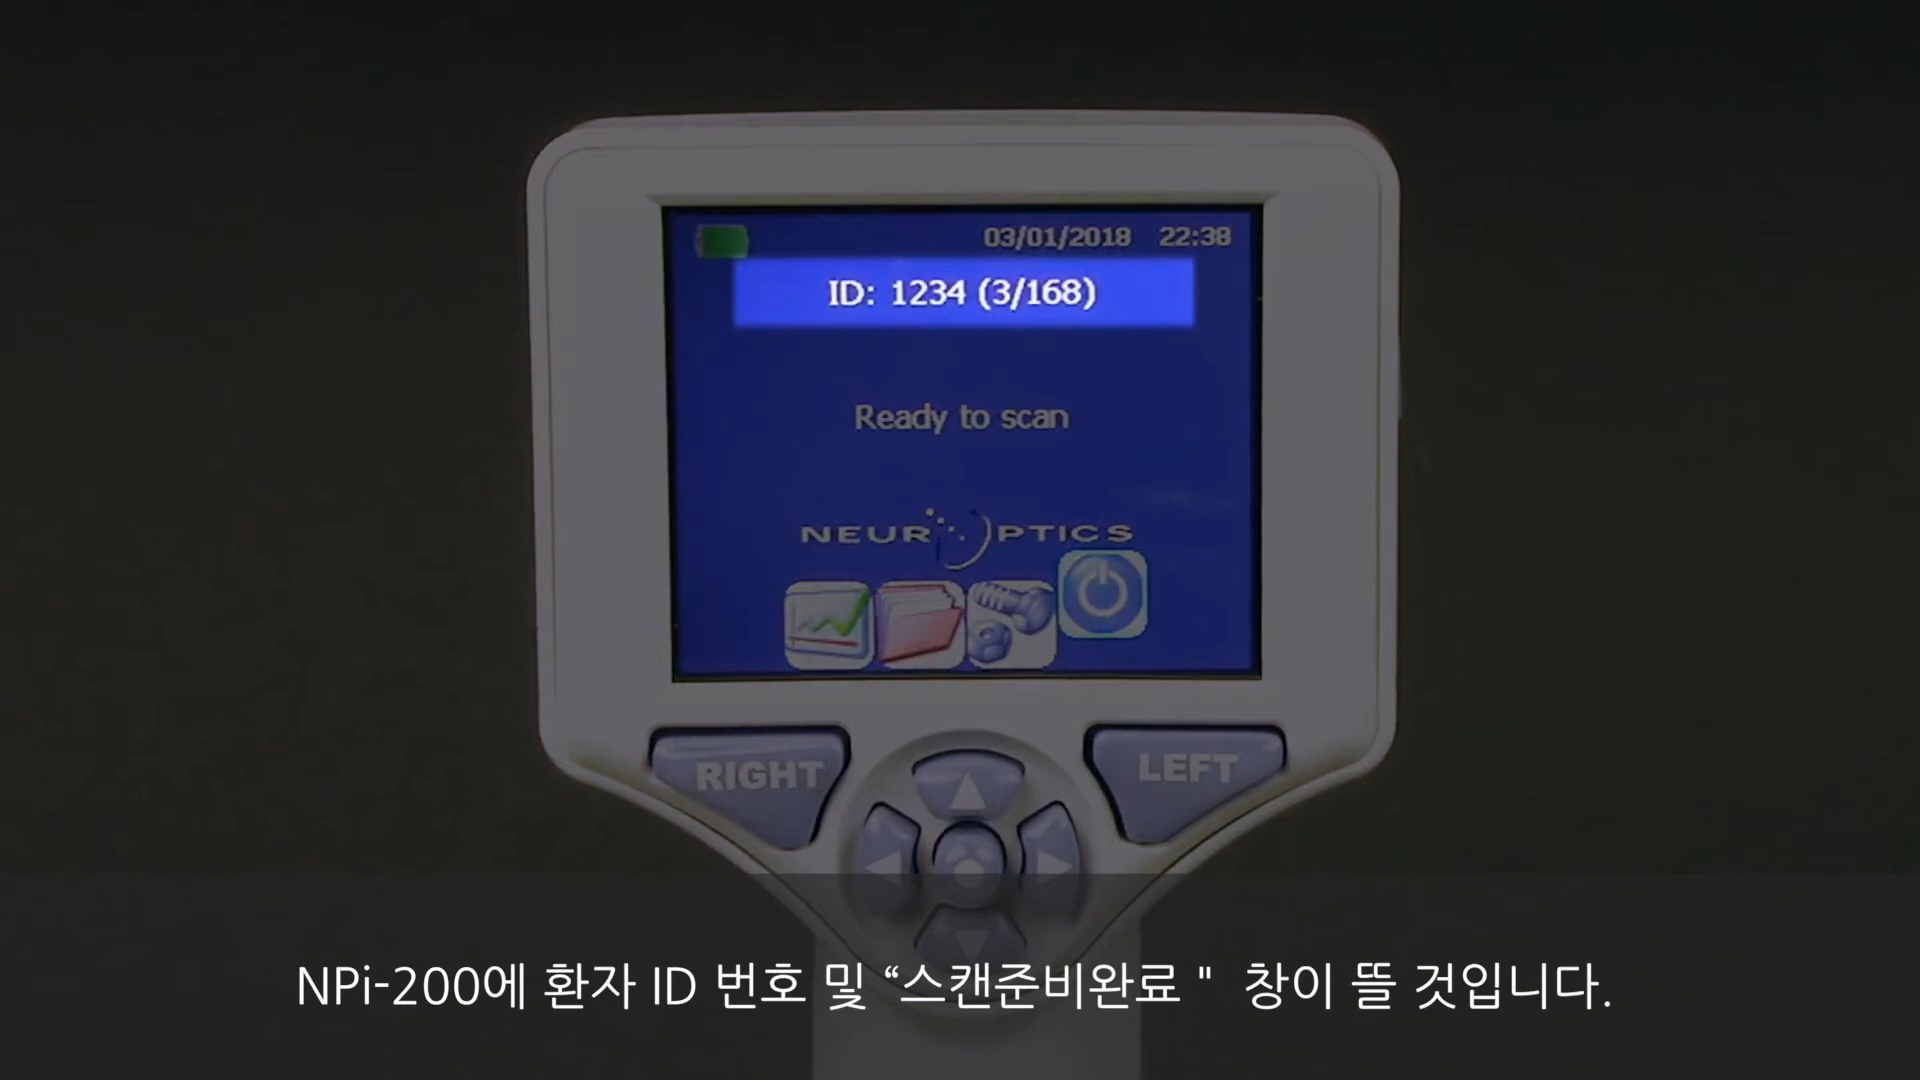 03/01/2018 22:38
ID: 1234 (3/168)
Ready to scan
NEUROPTICS
RIGHT
LEFT
NPi-200에 환자 ID 번호 및 “스캔준비완료 " 창이 뜰 것입니다.